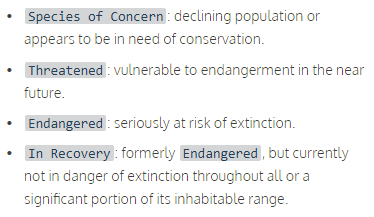 • Species of Concern: declining population or
appears to be in need of conservation.
• Threatened: vulnerable to endangerment in the near
future.
• Endangered: seriously at risk of extinction.
• In Recovery: formerly Endangered, but currently
not in danger of extinction throughout all or a
significant portion of its inhabitable range.